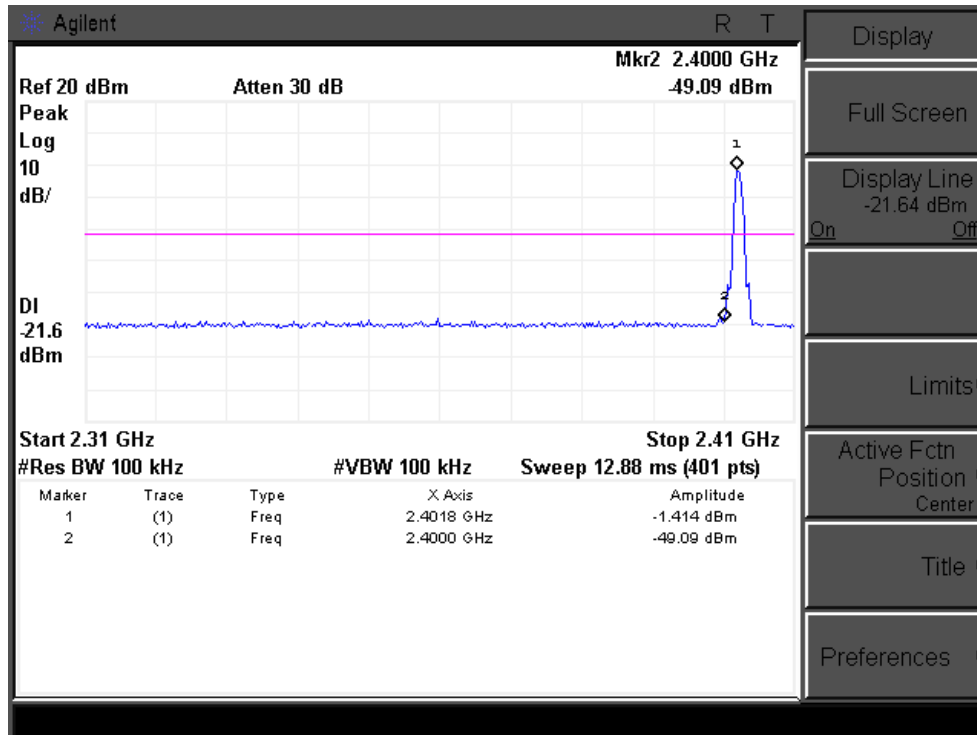 Agilent
R T
Mkr2 2.4000 GHz
Ref 20 dBm Atten 30 dB -49.09 dBm
Peak
Log
10
dB/
1
2
DI
-21.6
dBm
Start 2.31 GHz Stop 2.41 GHz
#Res BW 100 kHz #VBW 100 kHz Sweep 12.88 ms (401 pts)
Marker Trace Type X Axis Amplitude
1 (1) Freq 2.4018 GHz -1.414 dBm
2 (1) Freq 2.4000 GHz -49.09 dBm
Display
Full Screen
Display Line
-21.64 dBm
On Off
Limits
Active Fctn
Position
Center
Title
Preferences